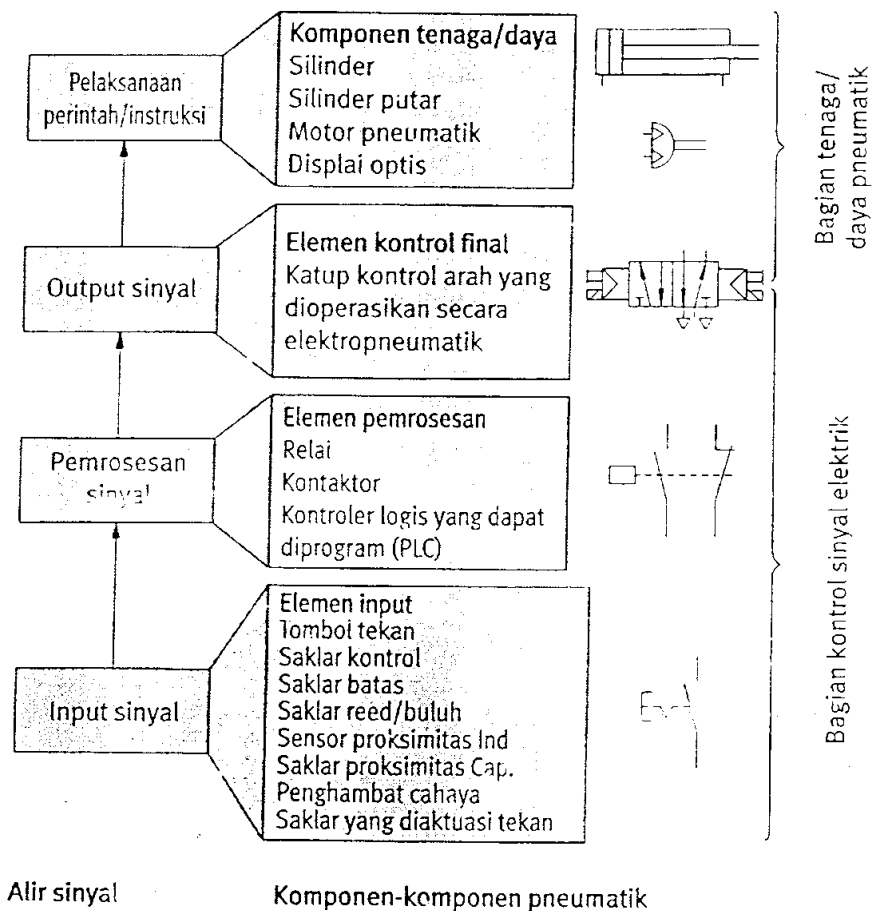 Pelaksanaan
perintah/instruksi
Komponen tenaga/daya
Silinder
Silinder putar
Motor pneumatik
Displai optis
Bagian tenaga/
daya pneumatik
Output sinyal
Elemen kontrol final
Katup kontrol arah yang
dioperasikan secara
elektropneumatik
Pemrosesan
sinyal
Elemen pemrosesan
Relai
Kontaktor
Kontroler logis yang dapat
diprogram (PLC)
Input sinyal
Elemen input
Tombol tekan
Saklar kontrol
Saklar batas
Saklar reed/buluh
Sensor proksimitas Ind
Saklar proksimitas Cap.
Penghambat cahaya
Saklar yang diaktuasi tekan
Bagian kontrol sinyal elektrik
Alir sinyal
Komponen-komponen pneumatik